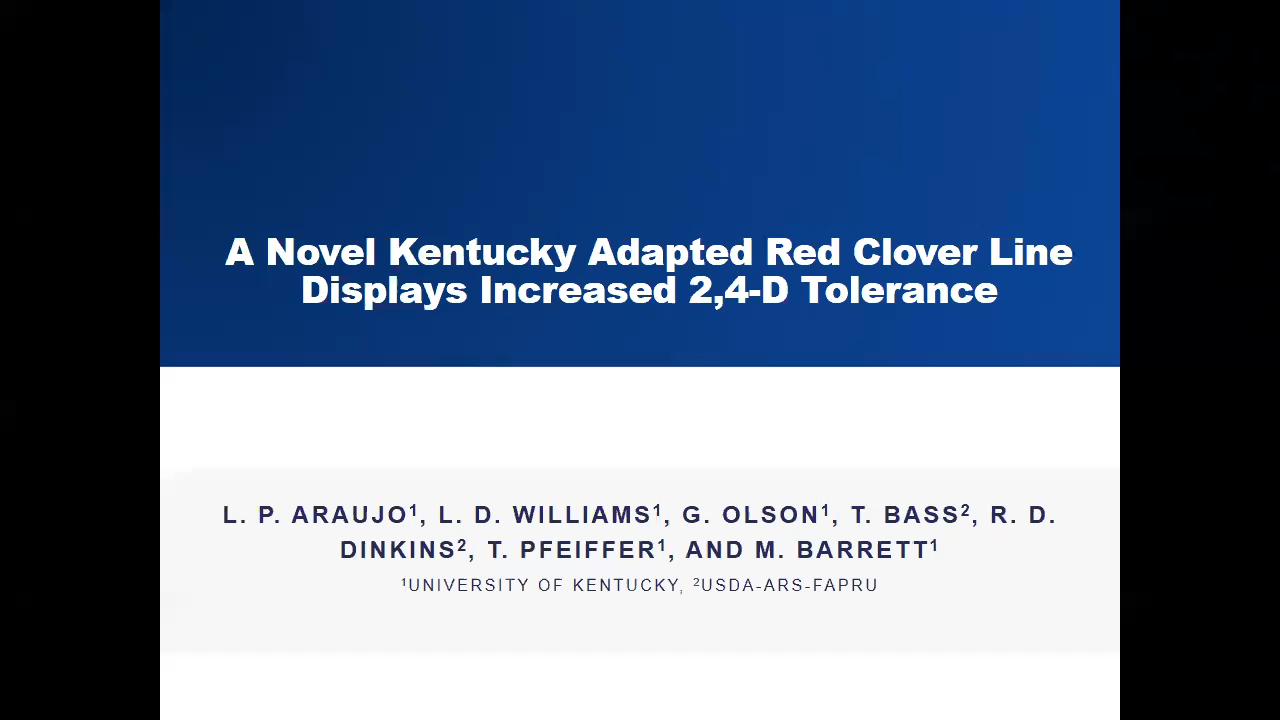 A Novel Kentucky Adapted Red Clover Line
Displays Increased 2,4-D Tolerance
L. P. ARAUJO¹, L. D. WILLIAMS¹, G. OLSON¹, T. BASS², R. D.
DINKINS², T. PFEIFFER¹, AND M. BARRETT¹
¹UNIVERSITY OF KENTUCKY, ²USDA-ARS-FAPRU